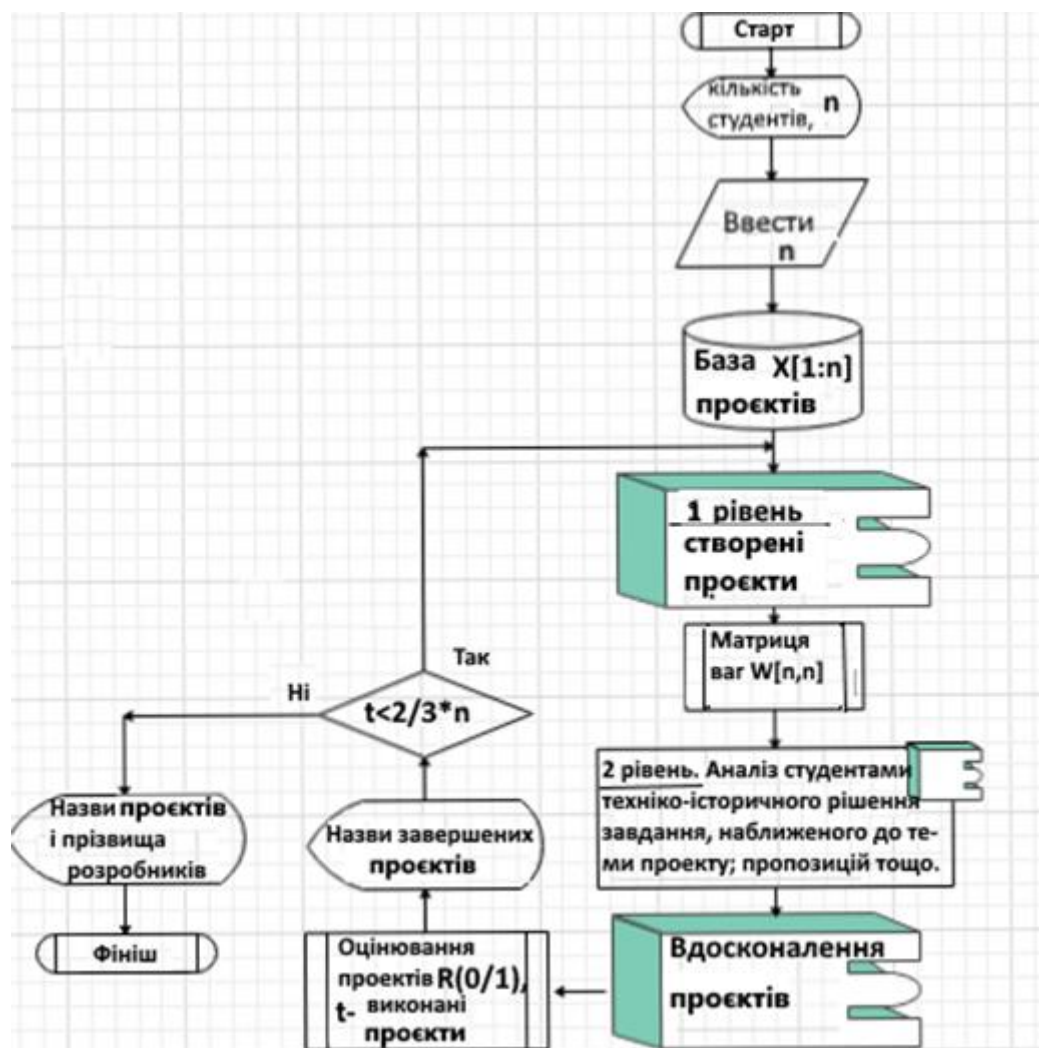 Старт
кількість
студентів, n
Ввести
n
База X[1:n]
проєктів
1 рівень
створені
проєкти
Матриця
ваг W[n,n]
2 рівень. Аналіз студентами
техніко-історичного рішення
завдання, наближеного до те-
ми проекту; пропозицій тощо.
Вдосконалення
проєктів
Оцінювання
проектів R(0/1),
t- виконані
проєкти
Назви завершених
проєктів
t<2/3*n
Так
Ні
Назви проєктів
і прізвища
розробників
Фініш